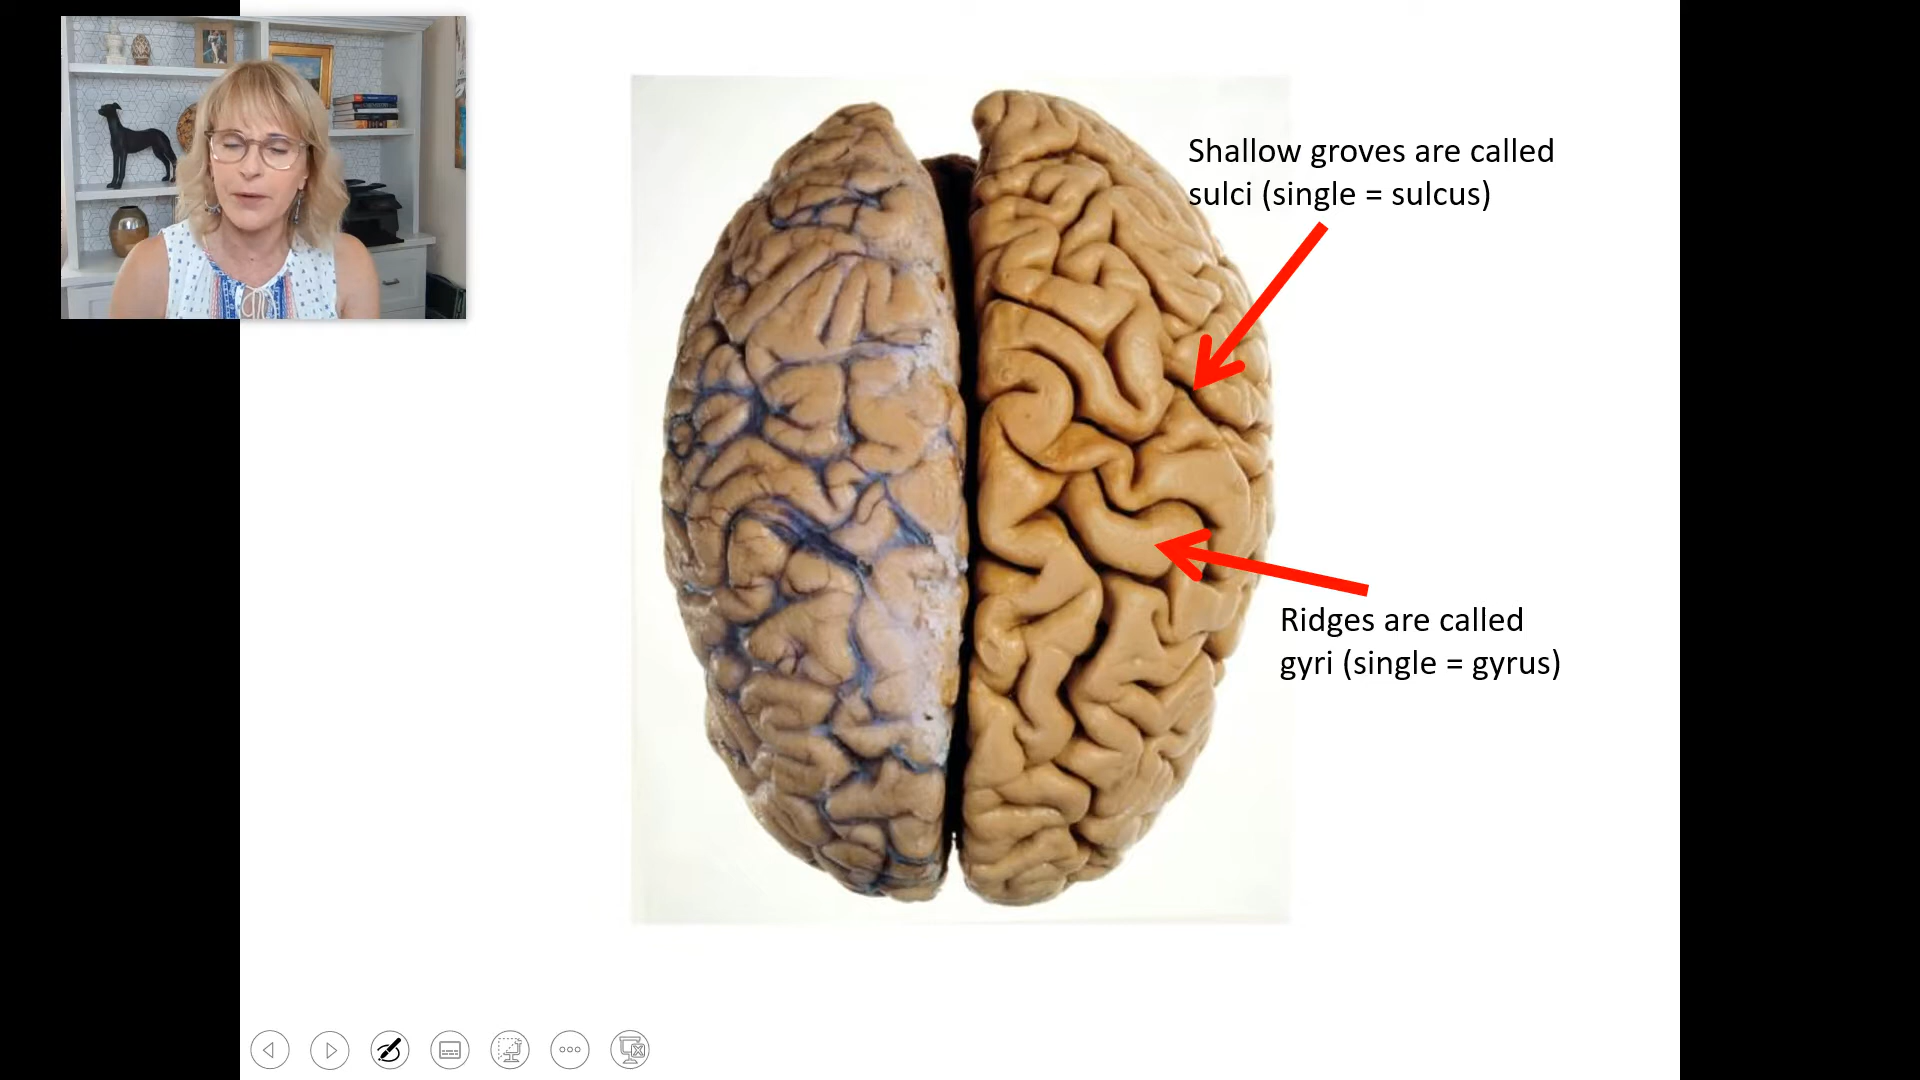 Shallow groves are called
sulci (single = sulcus)
Ridges are called
gyri (single = gyrus)